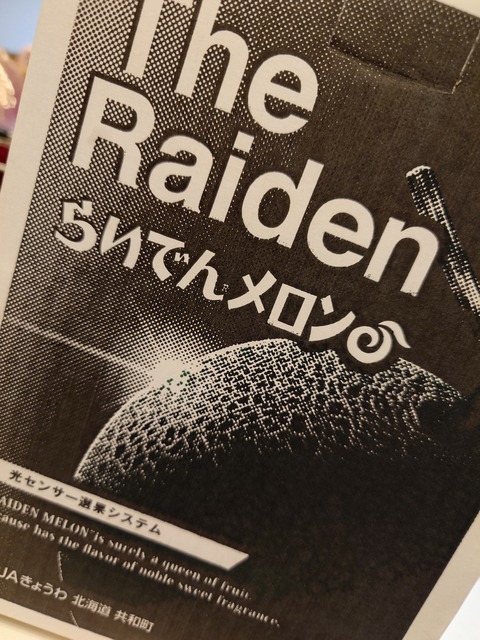 The
Raiden
らいでんメロン
光センサー選果システム
AIDEN MELON" is surely a queen of fruit
ause has the flavor of noble sweet fragrance.
JAきょうわ 北海道 共和町